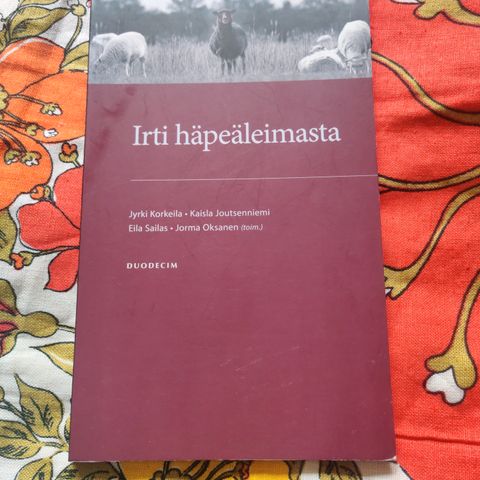 Irti häpeäleimasta
Jyrki Korkeila • Kaisla Joutsenniemi
Eila Sailas • Jorma Oksanen (toim.)
DUODECIM